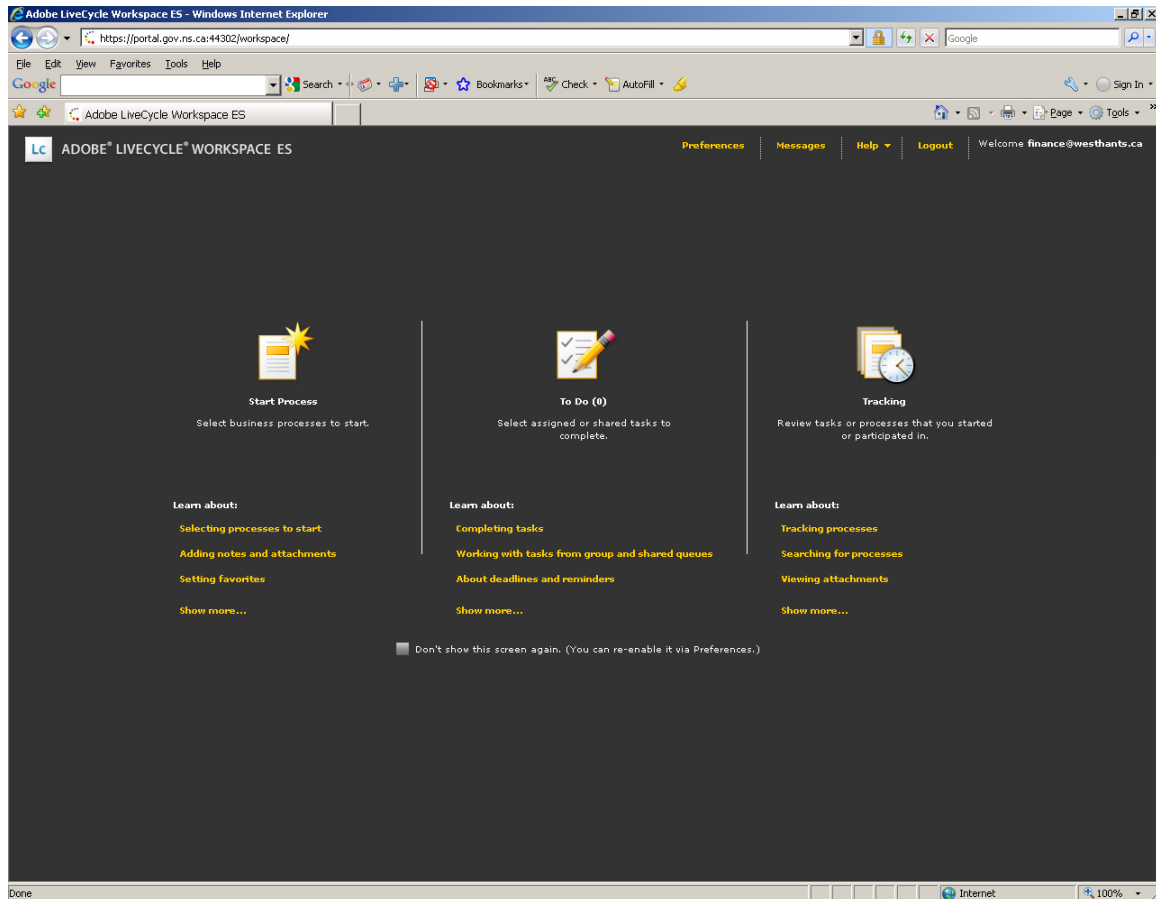 Adobe LiveCycle Workspace ES - Windows Internet Explorer
https://portal.gov.ns.ca:44302/workspace/
Google
File Edit View Favorites Tools Help
Google Search Bookmarks ABC Check AutoFill Sign In
Adobe LiveCycle Workspace ES
Page Tools »
Lc ADOBE® LIVECYCLE® WORKSPACE ES
Preferences Messages Help Logout Welcome finance@westhants.ca
Start Process
Select business processes to start.
To Do (0)
Select assigned or shared tasks to
complete.
Tracking
Review tasks or processes that you started
or participated in.
Learn about:
Selecting processes to start
Adding notes and attachments
Setting favorites
Show more...
Learn about:
Completing tasks
Working with tasks from group and shared queues
About deadlines and reminders
Show more...
Learn about:
Tracking processes
Searching for processes
Viewing attachments
Show more...
Don't show this screen again. (You can re-enable it via Preferences.)
Done
Internet
100%